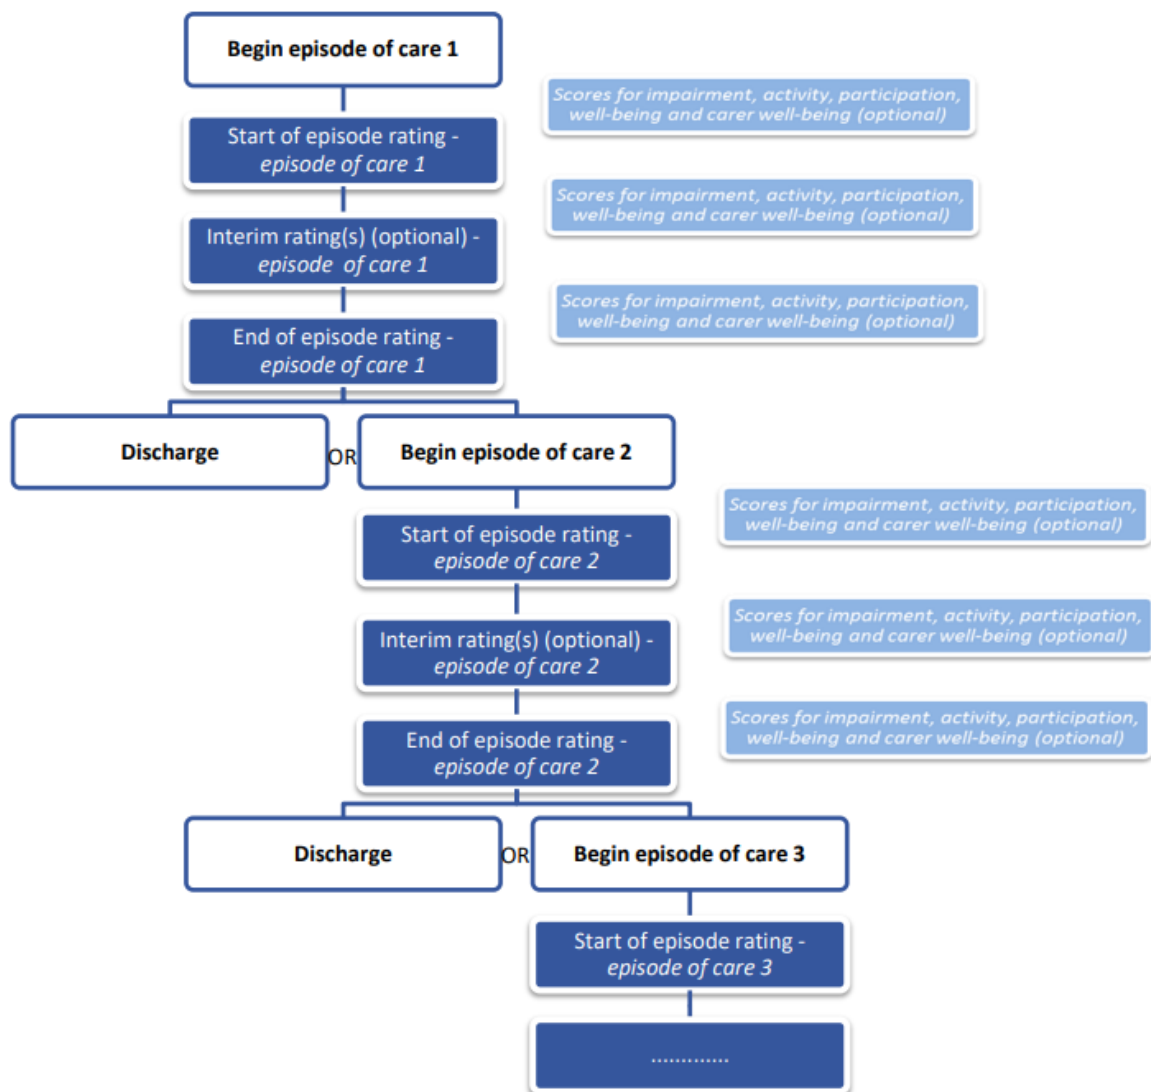 Begin episode of care 1
Scores for impairment, activity, participation,
well-being and carer well-being (optional)
Start of episode rating -
episode of care 1
Scores for impairment, activity, participation,
well-being and carer well-being (optional)
Interim rating(s) (optional) -
episode of care 1
Scores for impairment, activity, participation,
well-being and carer well-being (optional)
End of episode rating -
episode of care 1
Discharge
OR
Begin episode of care 2
Scores for impairment, activity, participation,
well-being and carer well-being (optional)
Start of episode rating -
episode of care 2
Scores for impairment, activity, participation,
well-being and carer well-being (optional)
Interim rating(s) (optional) -
episode of care 2
Scores for impairment, activity, participation,
well-being and carer well-being (optional)
End of episode rating -
episode of care 2
Discharge
OR
Begin episode of care 3
Start of episode rating -
episode of care 3
.............